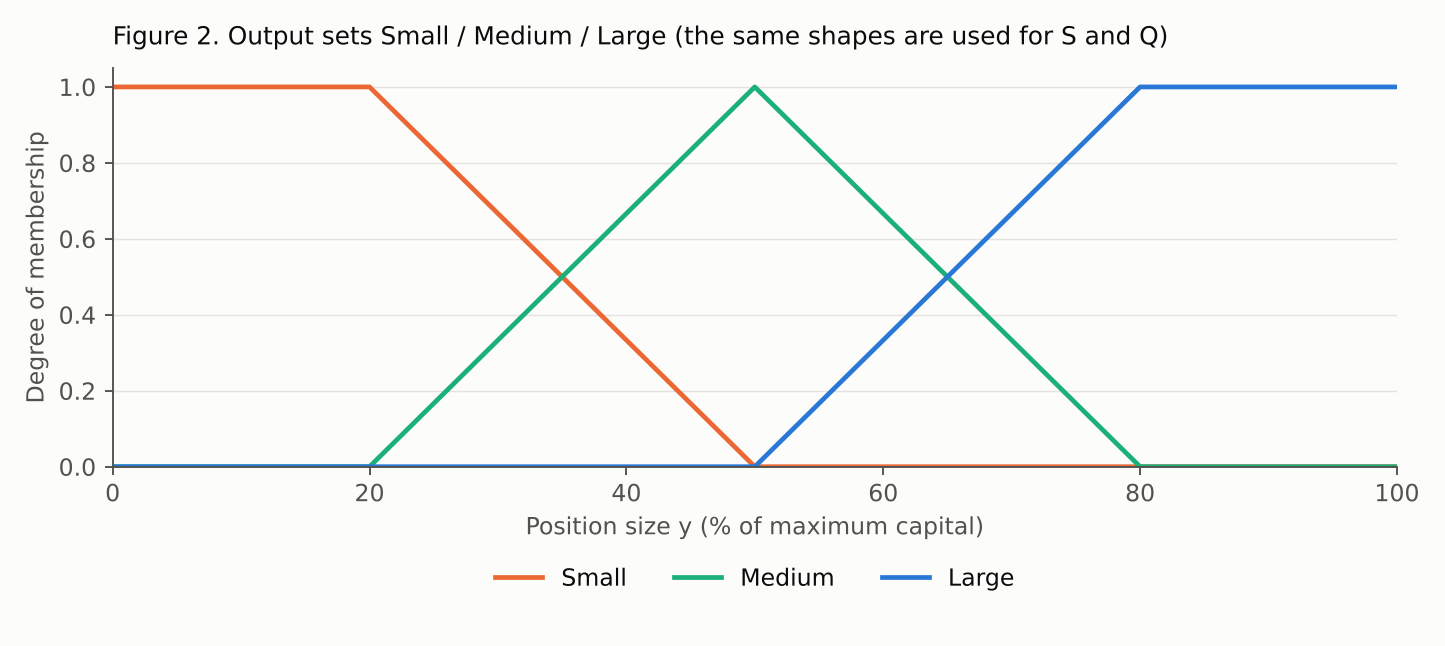 Figure 2. Output sets Small / Medium / Large (the same shapes are used for S and Q)
Degree of membership
1.0
0.8
0.6
0.4
0.2
0.0
0 20 40 60 80 100
Position size y (% of maximum capital)
Small Medium Large